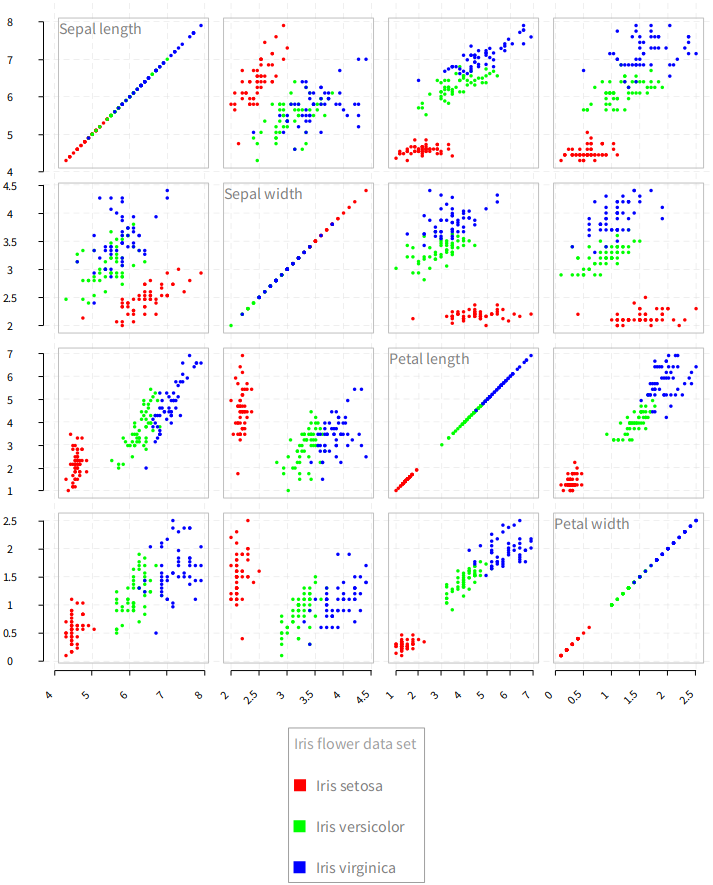 8 Sepal length
7
6
5
4
4.5 Sepal width
4
3.5
3
2.5
2
7 Petal length
6
5
4
3
2
1
2.5 Petal width
2
1.5
1
0.5
0
4 5 6 7 8 2 2.5 3 3.5 4 4.5 1 2 3 4 5 6 7 0 0.5 1 1.5 2 2.5
Iris flower data set
Iris setosa
Iris versicolor
Iris virginica